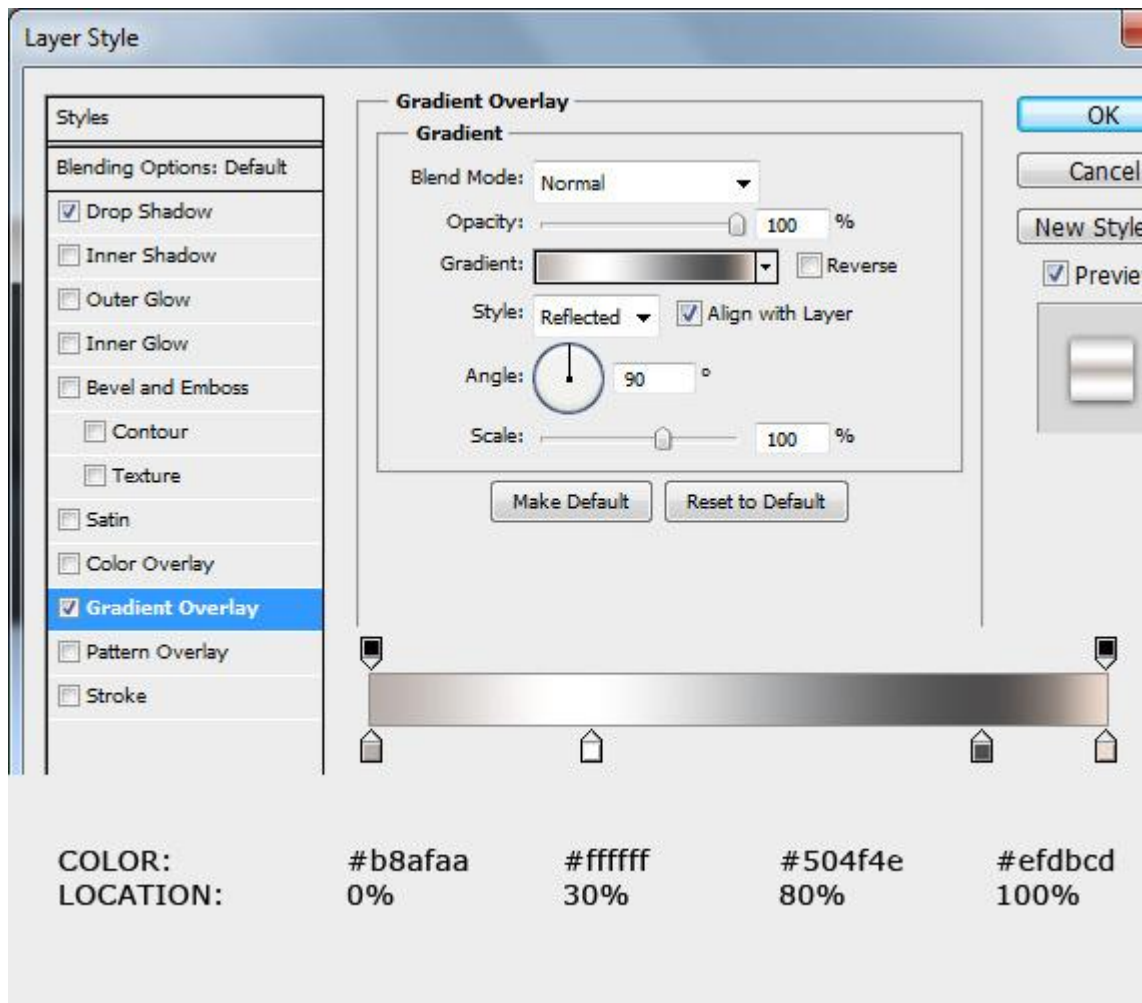 Layer Style
Styles
Blending Options: Default
Drop Shadow
Inner Shadow
Outer Glow
Inner Glow
Bevel and Emboss
Contour
Texture
Satin
Color Overlay
Gradient Overlay
Pattern Overlay
Stroke
Gradient Overlay
Gradient
Blend Mode: Normal
Opacity: 100 %
Gradient: Reverse
Style: Reflected Align with Layer
Angle: 90 °
Scale: 100 %
Make Default Reset to Default
OK
Cancel
New Style
Previe
COLOR: #b8afaa #ffffff #504f4e #efdbcd
LOCATION: 0% 30% 80% 100%